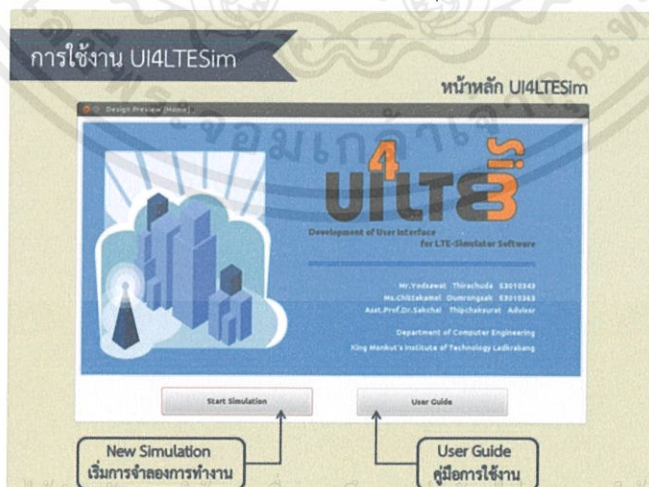 การใช้งาน UI4LTESim
หน้าหลัก UI4LTESim
Design Preview [Home]
UI4LTESim
Development of User Interface
for LTE-Simulator Software
Mr.Yodsawat Thirachuda 53010343
Ms.Chittakamol Dumrongsak 53010363
Asst.Prof.Dr.Sakchai Thipchaksurat Advisor
Department of Computer Engineering
King Monkut's Institute of Technology Ladkrabang
Start Simulation
User Guide
New Simulation
เริ่มการจำลองการทำงาน
User Guide
คู่มือการใช้งาน